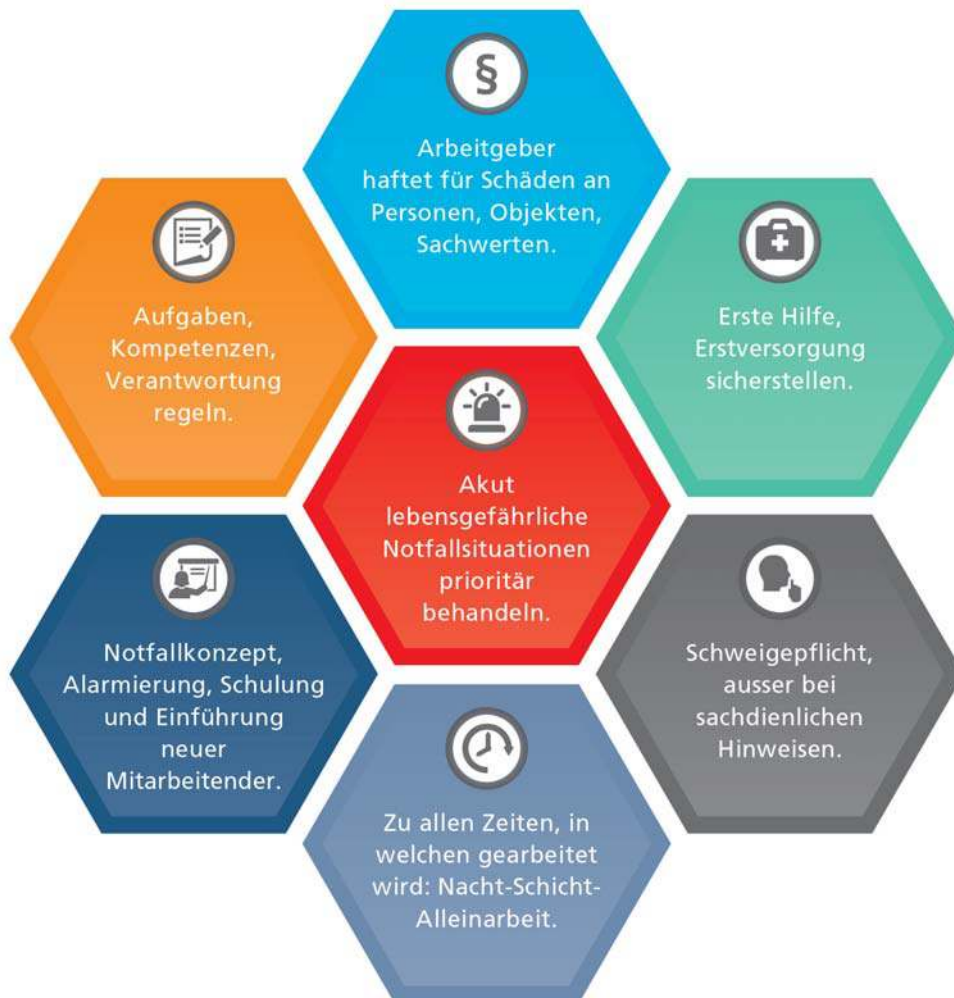 §
Arbeitgeber
haftet für Schäden an
Personen, Objekten,
Sachwerten.
Aufgaben,
Kompetenzen,
Verantwortung
regeln.
Erste Hilfe,
Erstversorgung
sicherstellen.
Akut
lebensgefährliche
Notfallsituationen
prioritär
behandeln.
Notfallkonzept,
Alarmierung, Schulung
und Einführung
neuer
Mitarbeitender.
Schweigepflicht,
ausser bei
sachdienlichen
Hinweisen.
Zu allen Zeiten, in
welchen gearbeitet
wird: Nacht-Schicht-
Alleinarbeit.